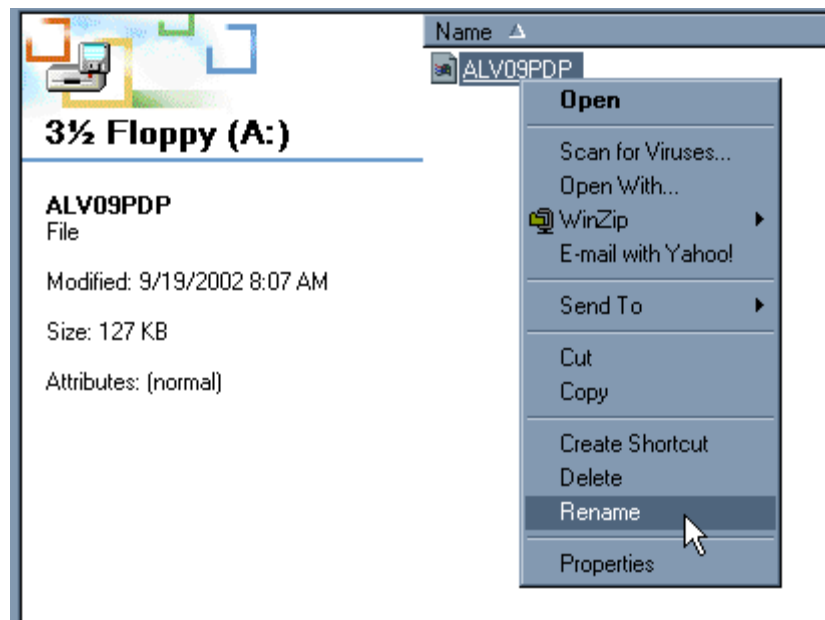 3½ Floppy (A:)
ALV09PDP
File
Modified: 9/19/2002 8:07 AM
Size: 127 KB
Attributes: (normal)
Name
ALV09PDP
Open
Scan for Viruses...
Open With...
WinZip
E-mail with Yahoo!
Send To
Cut
Copy
Create Shortcut
Delete
Rename
Properties